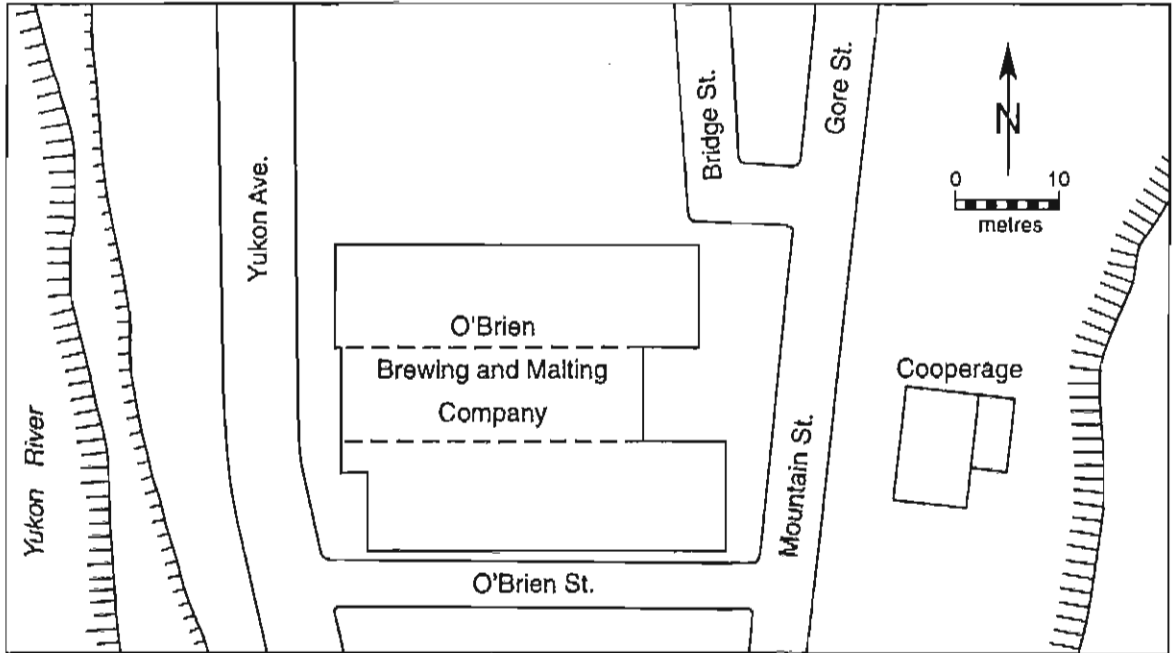 Bridge St.
Gore St.
N
0 10
metres
Yukon Ave.
O'Brien
Brewing and Malting
Company
Cooperage
Yukon River
Mountain St.
O'Brien St.